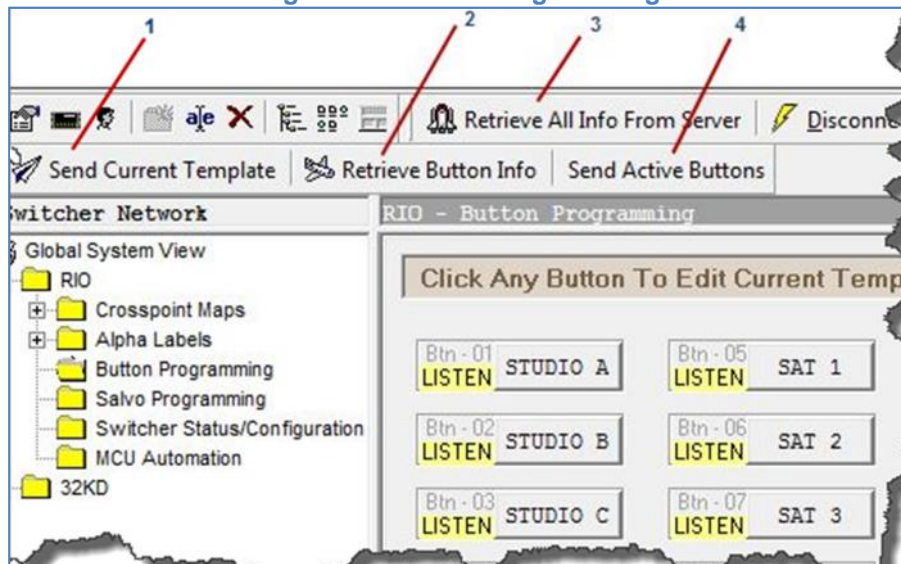 1 2 3 4
Retrieve All Info From Server Disconne
Send Current Template Retrieve Button Info Send Active Buttons
witcher Network RIO - Button Programming
Global System View
Click Any Button To Edit Current Temp
RIO
Crosspoint Maps
Alpha Labels
Button Programming
Salvo Programming
Switcher Status/Configuration
MCU Automation
32KD
Btn - 01
LISTEN STUDIO A
Btn - 05
LISTEN SAT 1
Btn - 02
LISTEN STUDIO B
Btn - 06
LISTEN SAT 2
Btn - 03
LISTEN STUDIO C
Btn - 07
LISTEN SAT 3